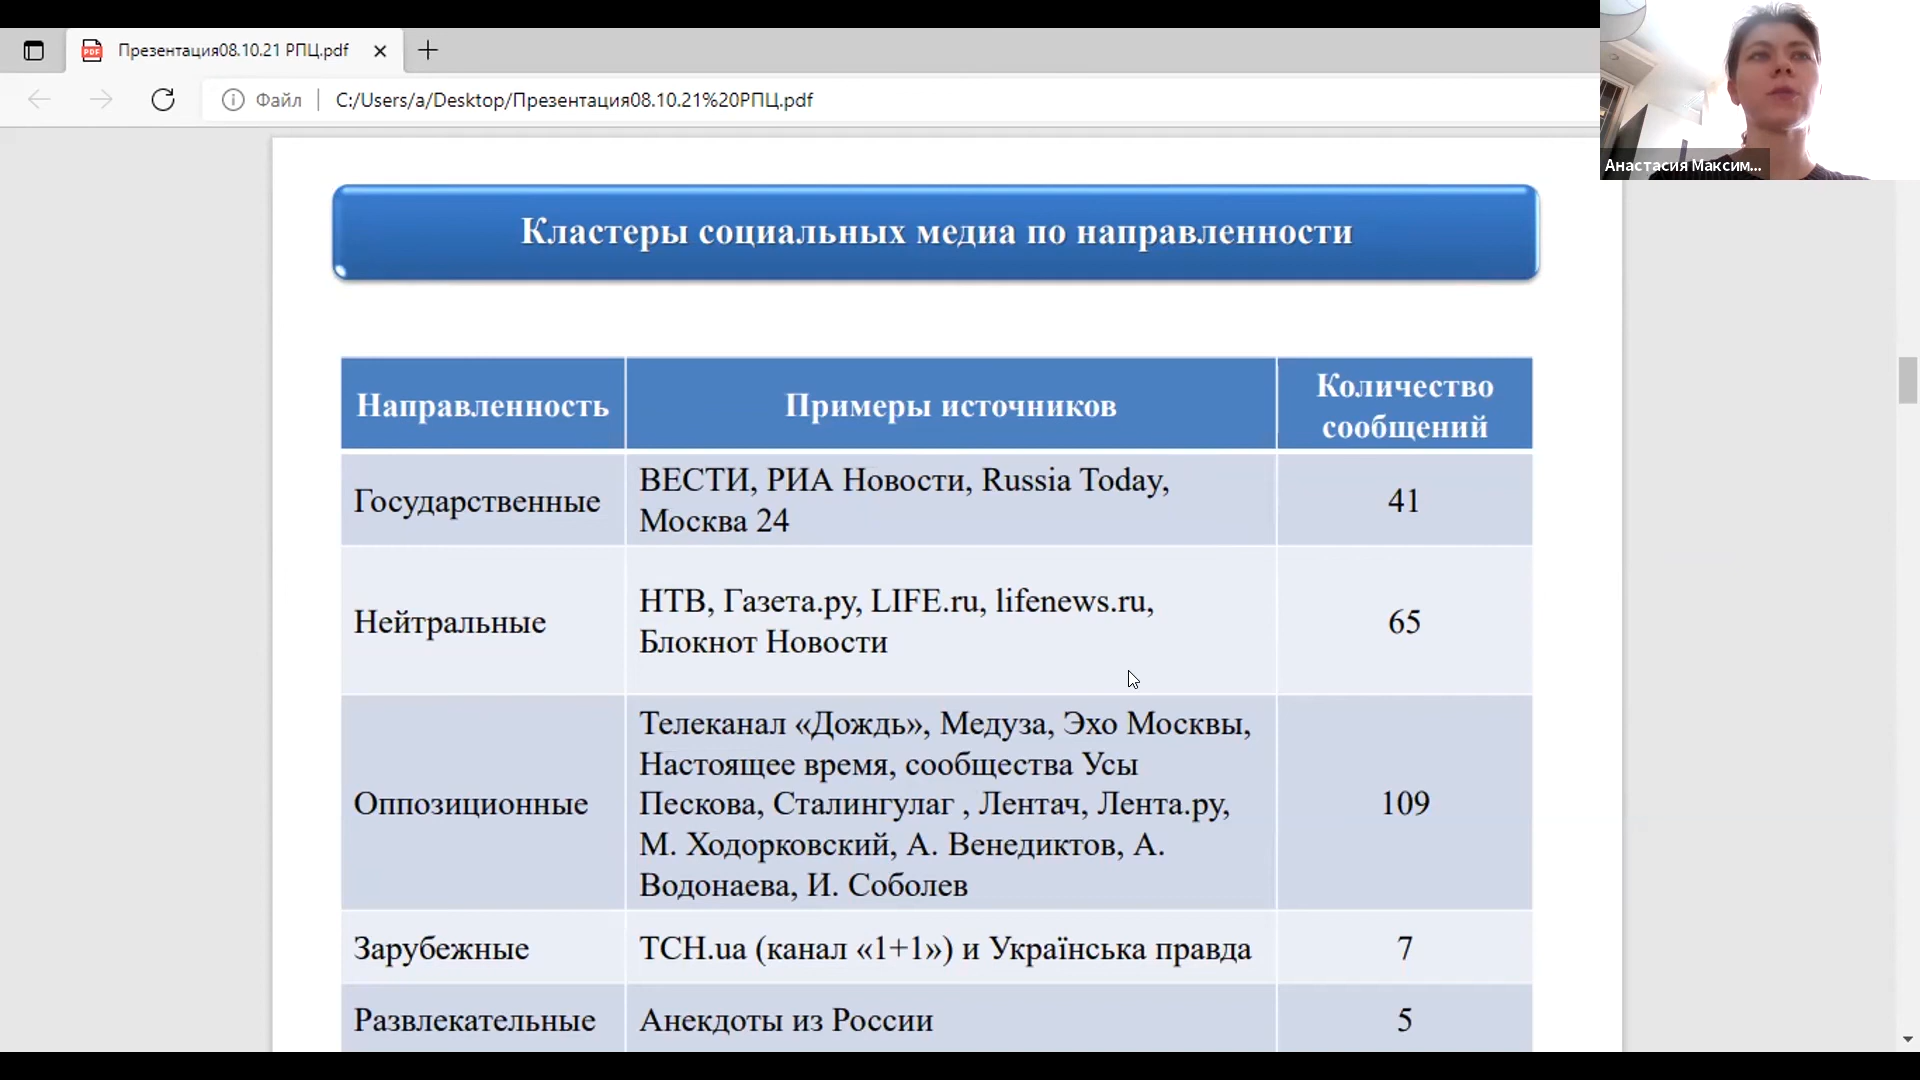 Презентация08.10.21 РПЦ.pdf
Файл
C:/Users/a/Desktop/Презентация08.10.21%20РПЦ.pdf
Анастасия Максим...
Кластеры социальных медиа по направленности
Направленность
Примеры источников
Количество
сообщений
Государственные
ВЕСТИ, РИА Новости, Russia Today,
Москва 24
41
Нейтральные
НТВ, Газета.ру, LIFE.ru, lifenews.ru,
Блокнот Новости
65
Оппозиционные
Телеканал «Дождь», Медуза, Эхо Москвы,
Настоящее время, сообщества Усы
Пескова, Сталингулаг , Лентач, Лента.ру,
М. Ходорковский, А. Венедиктов, А.
Водонаева, И. Соболев
109
Зарубежные
ТСН.ua (канал «1+1») и Українська правда
7
Развлекательные
Анекдоты из России
5